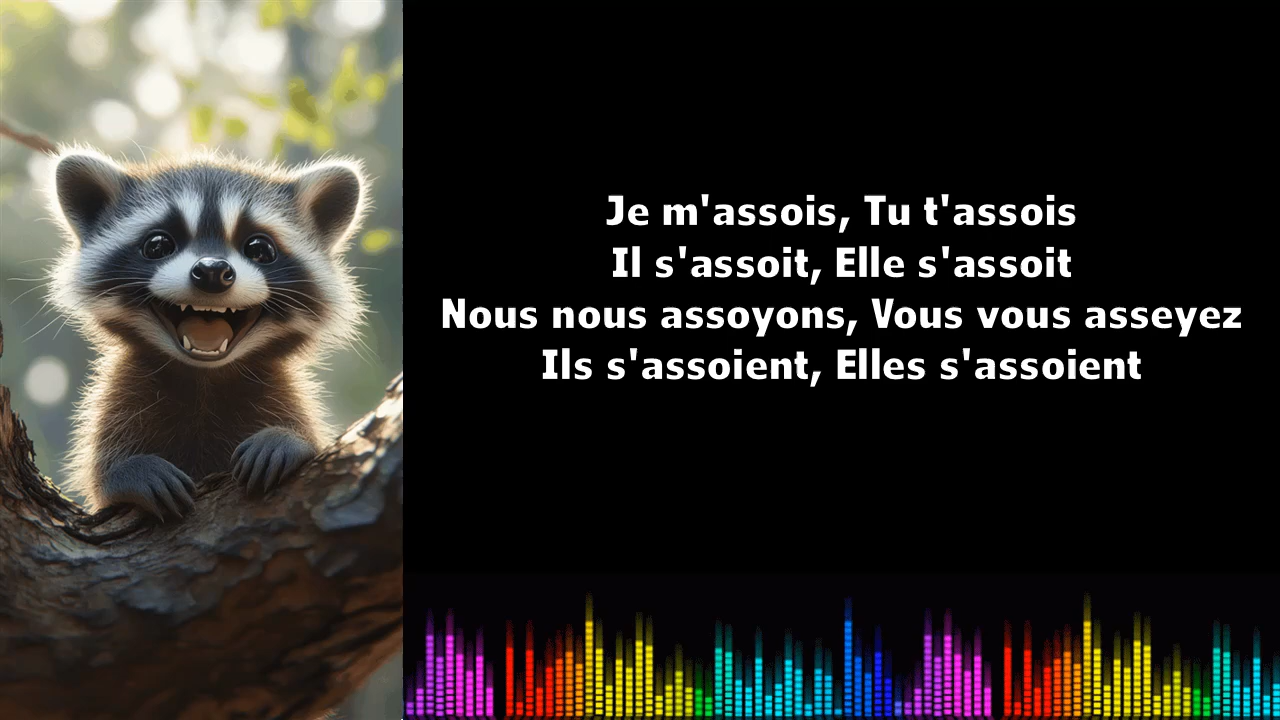 Je m'assois, Tu t'assois
Il s'assoit, Elle s'assoit
Nous nous assoyons, Vous vous asseyez
Ils s'assoient, Elles s'assoient